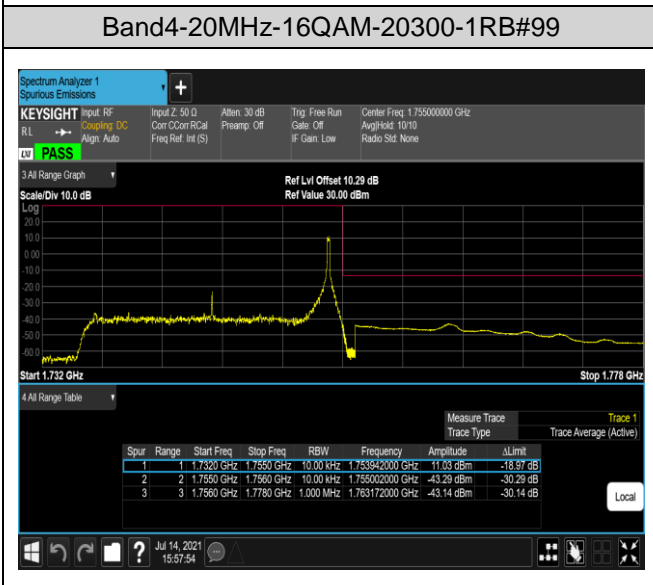 Band4-20MHz-16QAM-20300-1RB#99
Spectrum Analyzer 1
Spurious Emissions
+
KEYSIGHT Input: RF Input Z: 50 Ω Atten: 30 dB Trig: Free Run Center Freq: 1.755000000 GHz
RL Coupling: DC Corr CCorr RCal Preamp: Off Gate: Off Avg|Hold: 10/10
Align: Auto Freq Ref: Int (S) IF Gain: Low Radio Std: None
LXI PASS
3 All Range Graph
Ref Lvl Offset 10.29 dB
Scale/Div 10.0 dB Ref Value 30.00 dBm
Log
20.0
10.0
0.00
-10.0
-20.0
-30.0
-40.0
-50.0
-60.0
Start 1.732 GHz Stop 1.778 GHz
4 All Range Table
Measure Trace Trace 1
Trace Type Trace Average (Active)
Spur Range Start Freq Stop Freq RBW Frequency Amplitude ΔLimit
1 1 1.7320 GHz 1.7550 GHz 10.00 kHz 1.753942000 GHz 11.03 dBm -18.97 dB
2 2 1.7550 GHz 1.7560 GHz 10.00 kHz 1.755002000 GHz -43.29 dBm -30.29 dB
3 3 1.7560 GHz 1.7780 GHz 1.000 MHz 1.763172000 GHz -43.14 dBm -30.14 dB
Local
? Jul 14, 2021
15:57:54